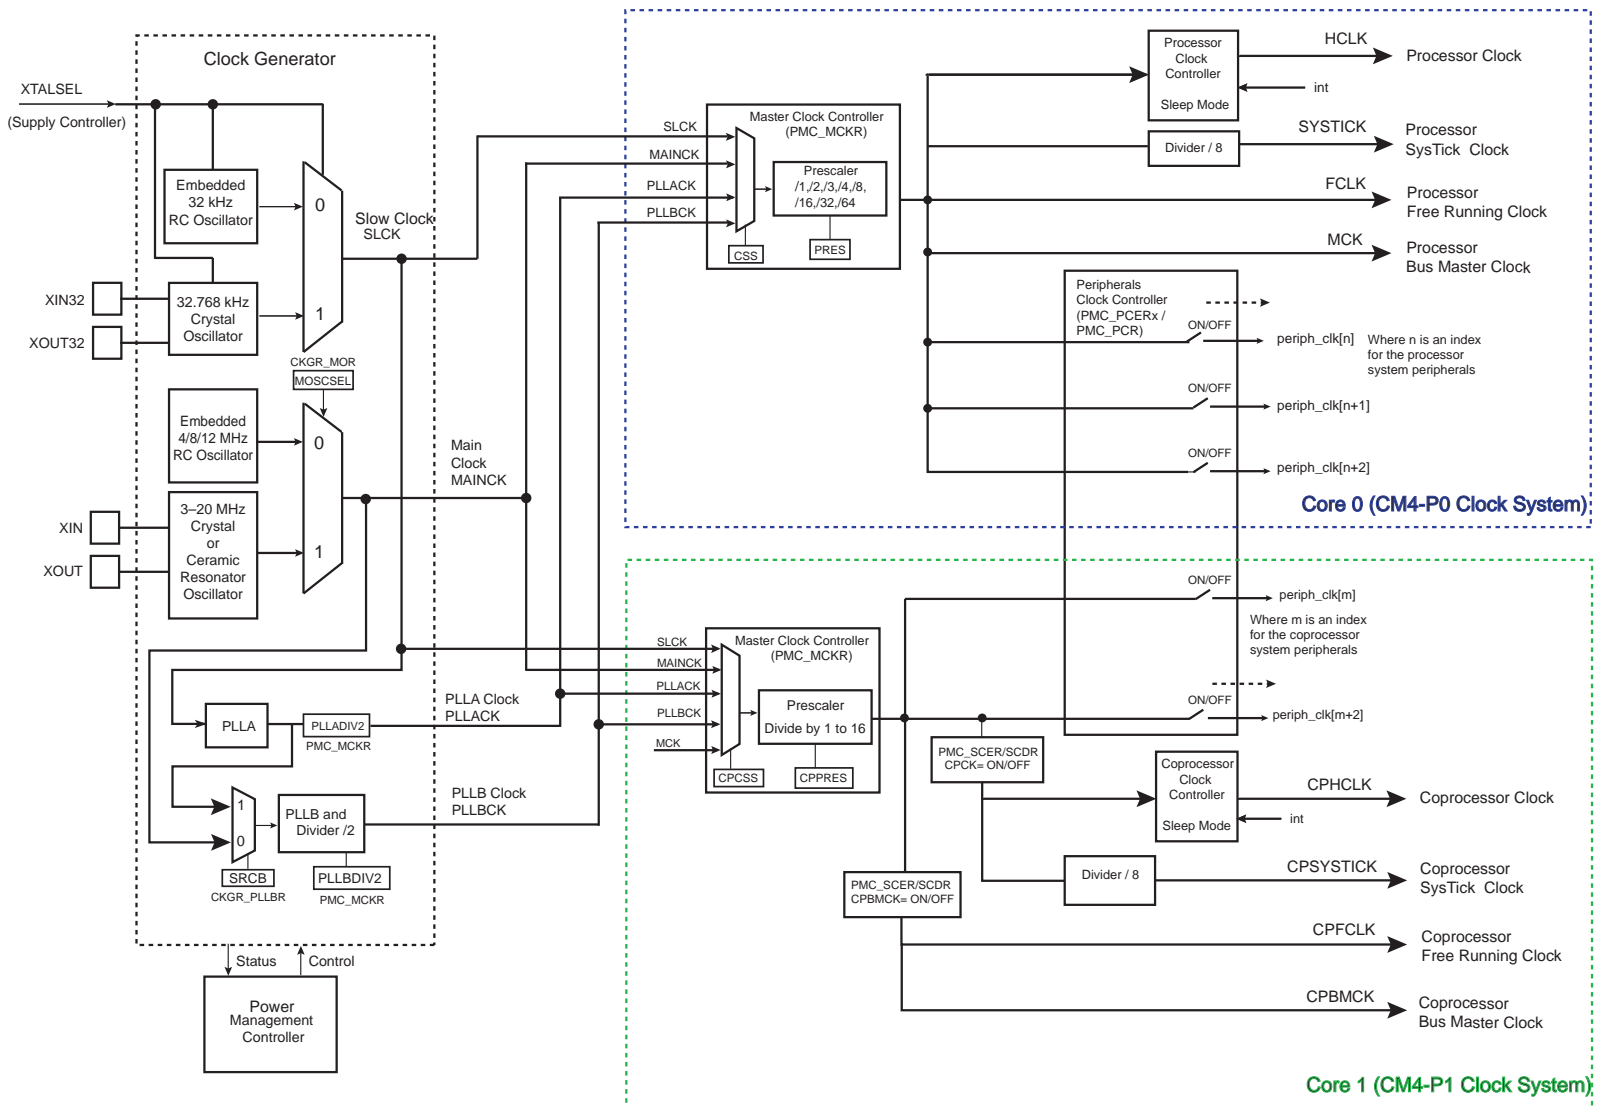 Clock Generator
XTALSEL
(Supply Controller)
Embedded
32 kHz
RC Oscillator
0
Slow Clock
SLCK
XIN32
XOUT32
32.768 kHz
Crystal
Oscillator
1
CKGR_MOR
MOSCSEL
Embedded
4/8/12 MHz
RC Oscillator
0
Main
Clock
MAINCK
XIN
XOUT
3–20 MHz
Crystal
or
Ceramic
Resonator
Oscillator
1
PLLA
PLLADIV2
PMC_MCKR
PLLA Clock
PLLACK
1
0
PLLB and
Divider /2
PLLB Clock
PLLBCK
SRCB
CKGR_PLLBR
PLLBDIV2
PMC_MCKR
Status
Control
Power
Management
Controller
SLCK
MAINCK
PLLACK
PLLBCK
Master Clock Controller
(PMC_MCKR)
Prescaler
/1,/2,/3,/4,/8,
/16,/32,/64
CSS
PRES
Processor
Clock
Controller
Sleep Mode
HCLK
Processor Clock
int
Divider / 8
SYSTICK
Processor
SysTick Clock
FCLK
Processor
Free Running Clock
MCK
Processor
Bus Master Clock
Peripherals
Clock Controller
(PMC_PCERx /
PMC_PCR)
ON/OFF
periph_clk[n]
Where n is an index
for the processor
system peripherals
ON/OFF
periph_clk[n+1]
ON/OFF
periph_clk[n+2]
Core 0 (CM4-P0 Clock System)
SLCK
MAINCK
PLLACK
PLLBCK
MCK
Master Clock Controller
(PMC_MCKR)
Prescaler
Divide by 1 to 16
CPCSS
CPPRES
ON/OFF
periph_clk[m]
Where m is an index
for the coprocessor
system peripherals
ON/OFF
periph_clk[m+2]
PMC_SCER/SCDR
CPCK= ON/OFF
Coprocessor
Clock
Controller
Sleep Mode
CPHCLK
Coprocessor Clock
int
Divider / 8
CPSYSTICK
Coprocessor
SysTick Clock
PMC_SCER/SCDR
CPBMCK= ON/OFF
CPFCLK
Coprocessor
Free Running Clock
CPBMCK
Coprocessor
Bus Master Clock
Core 1 (CM4-P1 Clock System)